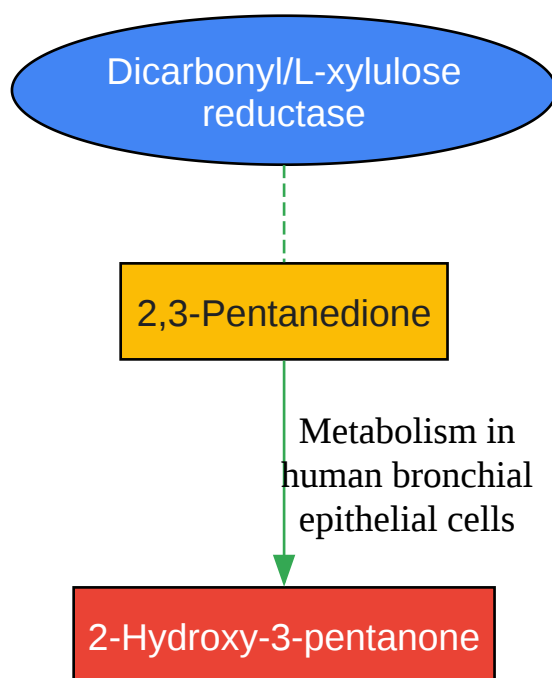 Dicarbonyl/L-xylulose
reductase
2,3-Pentanedione
Metabolism in
human bronchial
epithelial cells
2-Hydroxy-3-pentanone